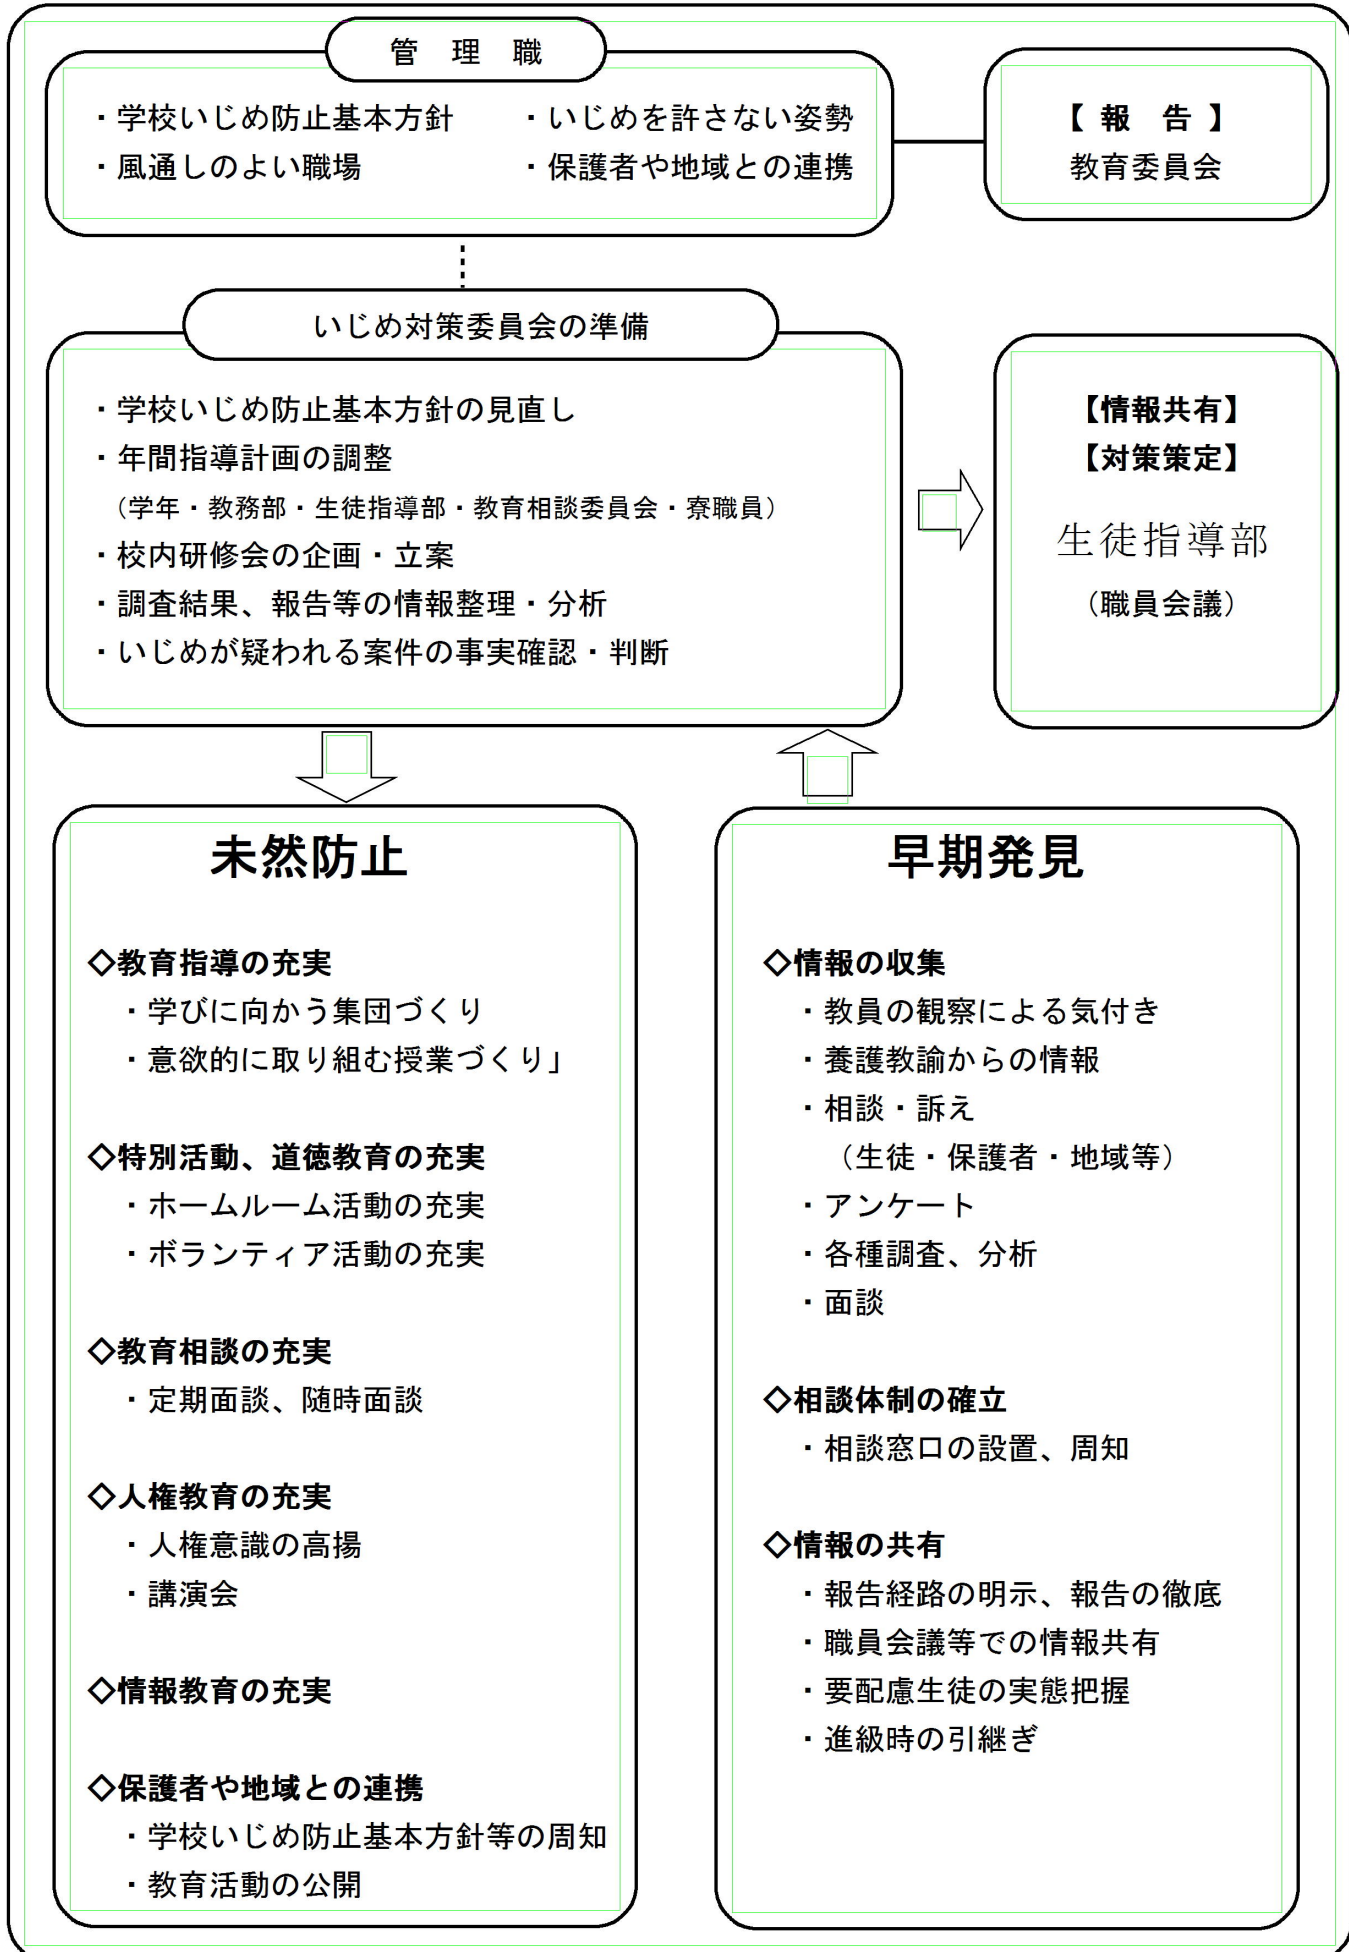 管　理　職
・学校いじめ防止基本方針　　・いじめを許さない姿勢
・風通しのよい職場　　・保護者や地域との連携
【 報　告 】
教育委員会
いじめ対策委員会の準備
・学校いじめ防止基本方針の見直し
・年間指導計画の調整
（学年・教務部・生徒指導部・教育相談委員会・寮職員）
・校内研修会の企画・立案
・調査結果、報告等の情報整理・分析
・いじめが疑われる案件の事実確認・判断
【情報共有】
【対策策定】
生徒指導部
（職員会議）
未然防止
◇教育指導の充実
・学びに向かう集団づくり
・意欲的に取り組む授業づくり」
◇特別活動、道徳教育の充実
・ホームルーム活動の充実
・ボランティア活動の充実
◇教育相談の充実
・定期面談、随時面談
◇人権教育の充実
・人権意識の高揚
・講演会
◇情報教育の充実
◇保護者や地域との連携
・学校いじめ防止基本方針等の周知
・教育活動の公開
早期発見
◇情報の収集
・教員の観察による気付き
・養護教諭からの情報
・相談・訴え
（生徒・保護者・地域等）
・アンケート
・各種調査、分析
・面談
◇相談体制の確立
・相談窓口の設置、周知
◇情報の共有
・報告経路の明示、報告の徹底
・職員会議等での情報共有
・要配慮生徒の実態把握
・進級時の引継ぎ